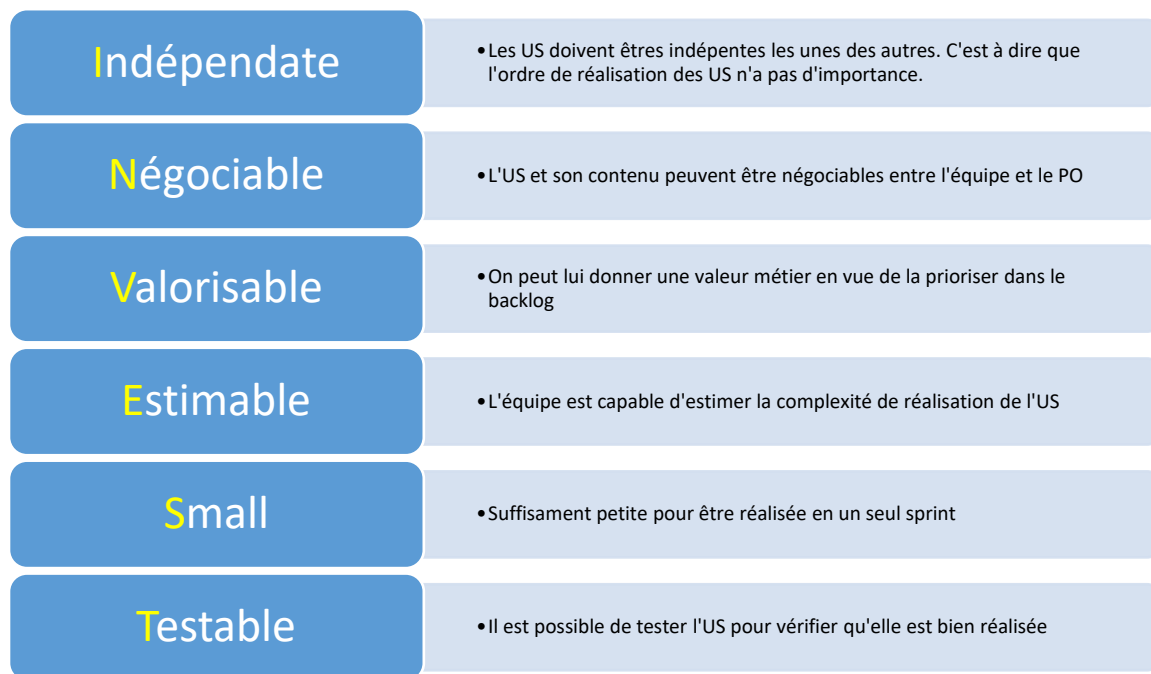 Indépendate
•Les US doivent êtres indépentes les unes des autres. C'est à dire que
l'ordre de réalisation des US n'a pas d'importance.
Négociable
•L'US et son contenu peuvent être négociables entre l'équipe et le PO
Valorisable
•On peut lui donner une valeur métier en vue de la prioriser dans le
backlog
Estimable
•L'équipe est capable d'estimer la complexité de réalisation de l'US
Small
•Suffisament petite pour être réalisée en un seul sprint
Testable
•Il est possible de tester l'US pour vérifier qu'elle est bien réalisée